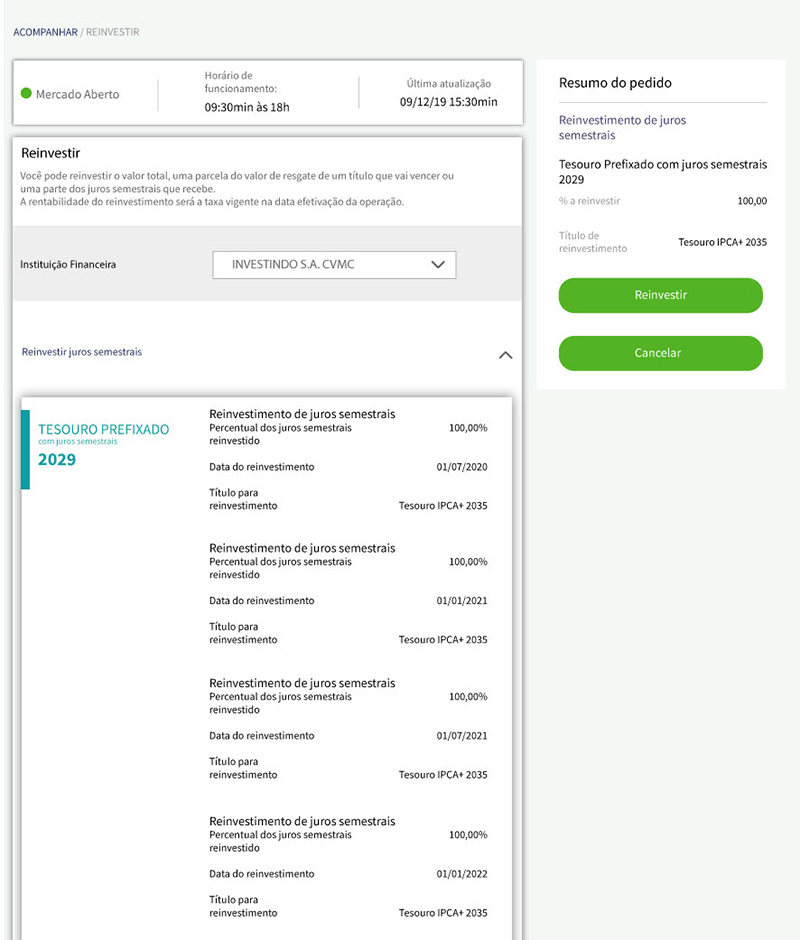 ACOMPANHAR / REINVESTIR
Mercado Aberto
Horário de
funcionamento:
09:30min às 18h
Última atualização
09/12/19 15:30min
Reinvestir
Você pode reinvestir o valor total, uma parcela do valor de resgate de um título que vai vencer ou
uma parte dos juros semestrais que recebe.
A rentabilidade do reinvestimento será a taxa vigente na data efetivação da operação.
Instituição Financeira
INVESTINDO S.A. CVMC
Reinvestir juros semestrais
TESOURO PREFIXADO
com juros semestrais
2029
Reinvestimento de juros semestrais
Percentual dos juros semestrais
reinvestido
100,00%
Data do reinvestimento
01/07/2020
Título para
reinvestimento
Tesouro IPCA+ 2035
Reinvestimento de juros semestrais
Percentual dos juros semestrais
reinvestido
100,00%
Data do reinvestimento
01/01/2021
Título para
reinvestimento
Tesouro IPCA+ 2035
Reinvestimento de juros semestrais
Percentual dos juros semestrais
reinvestido
100,00%
Data do reinvestimento
01/07/2021
Título para
reinvestimento
Tesouro IPCA+ 2035
Reinvestimento de juros semestrais
Percentual dos juros semestrais
reinvestido
100,00%
Data do reinvestimento
01/01/2022
Título para
reinvestimento
Tesouro IPCA+ 2035
Resumo do pedido
Reinvestimento de juros
semestrais
Tesouro Prefixado com juros semestrais
2029
% a reinvestir
100,00
Título de
reinvestimento
Tesouro IPCA+ 2035
Reinvestir
Cancelar